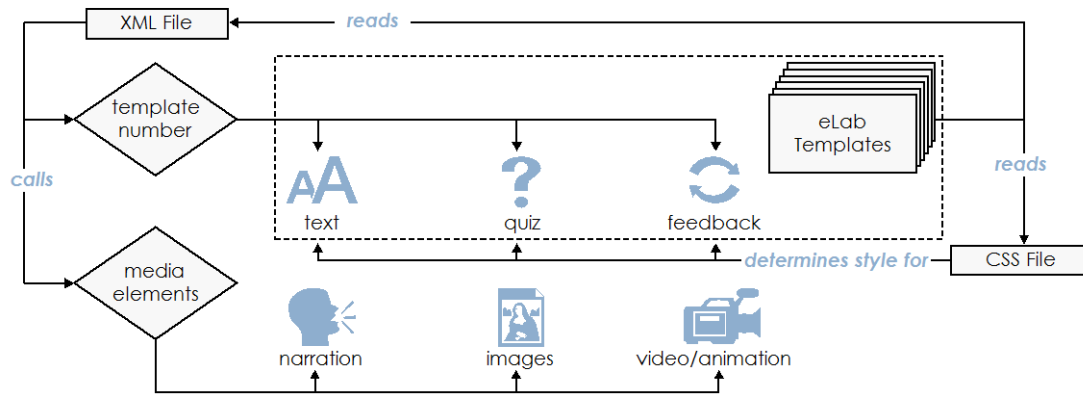 XML File
reads
template
number
eLab
Templates
calls
reads
AA
text
?
quiz
feedback
determines style for
CSS File
media
elements
narration
images
video/animation